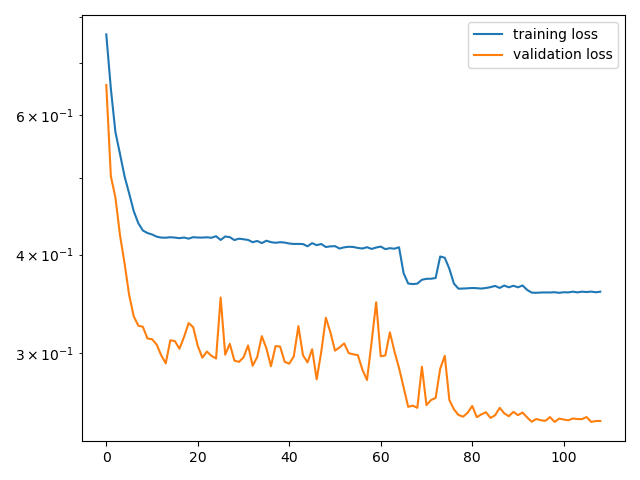 training loss
validation loss
6 × 10⁻¹
4 × 10⁻¹
3 × 10⁻¹
0 20 40 60 80 100